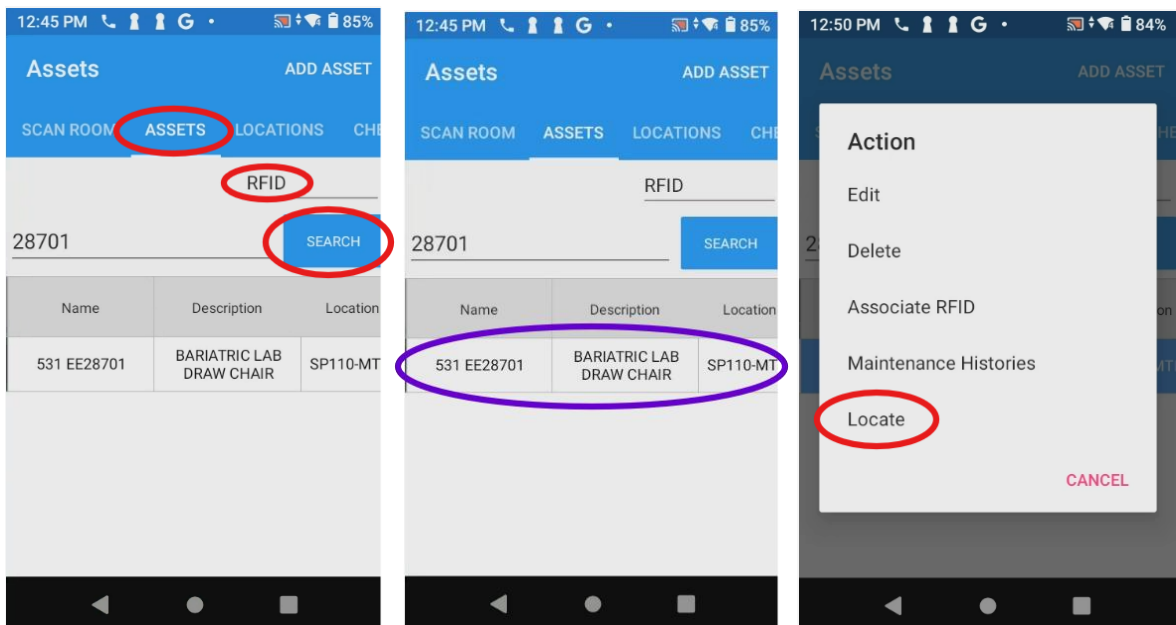 12:45 PM G 85%
Assets ADD ASSET
SCAN ROOM ASSETS LOCATIONS CHE
RFID
28701 SEARCH
Name Description Location
531 EE28701 BARIATRIC LAB DRAW CHAIR SP110-MT
12:45 PM G 85%
Assets ADD ASSET
SCAN ROOM ASSETS LOCATIONS CHE
RFID
28701 SEARCH
Name Description Location
531 EE28701 BARIATRIC LAB DRAW CHAIR SP110-MT
12:50 PM G 84%
Assets ADD ASSET
Action
Edit
Delete
Associate RFID
Maintenance Histories
Locate
CANCEL